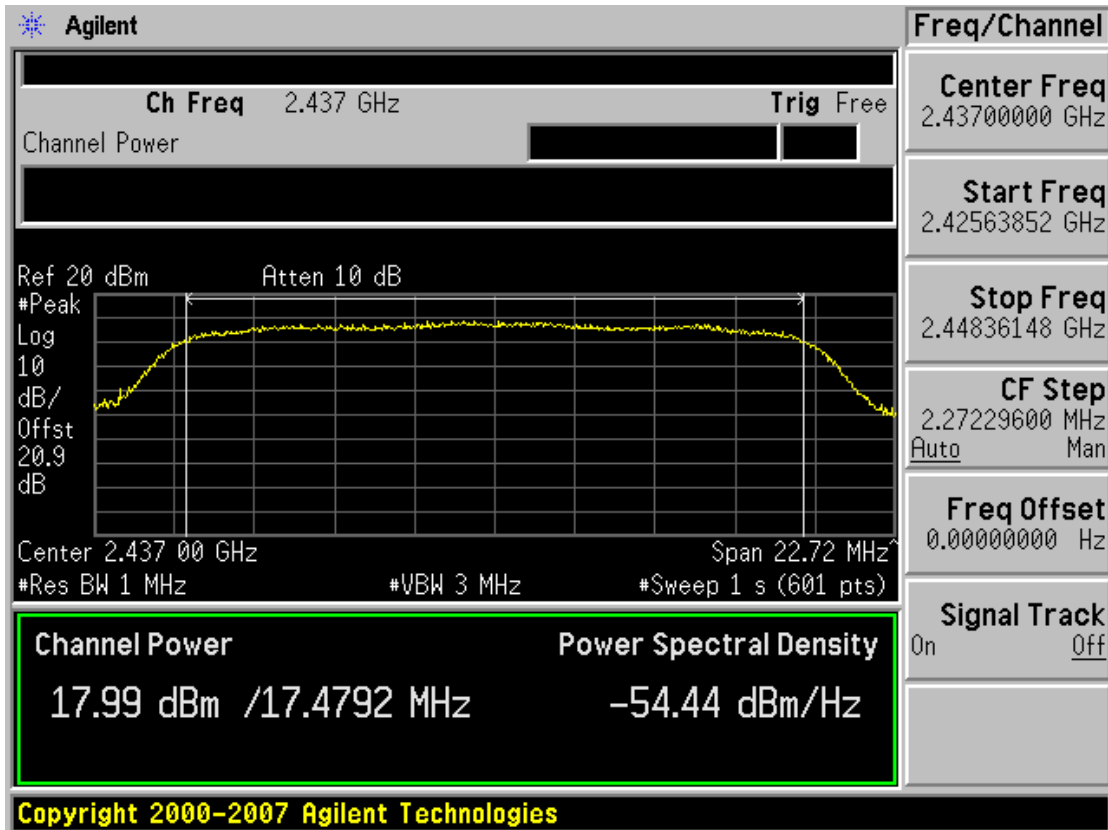 Agilent
Freq/Channel
Ch Freq 2.437 GHz Trig Free
Channel Power
Center Freq
2.43700000 GHz
Start Freq
2.42563852 GHz
Stop Freq
2.44836148 GHz
CF Step
2.27229600 MHz
Auto Man
Freq Offset
0.00000000 Hz
Signal Track
On Off
Ref 20 dBm Atten 10 dB
#Peak
Log
10
dB/
Offst
20.9
dB
Center 2.437 00 GHz Span 22.72 MHz^
#Res BW 1 MHz #VBW 3 MHz #Sweep 1 s (601 pts)
Channel Power Power Spectral Density
17.99 dBm /17.4792 MHz -54.44 dBm/Hz
Copyright 2000-2007 Agilent Technologies